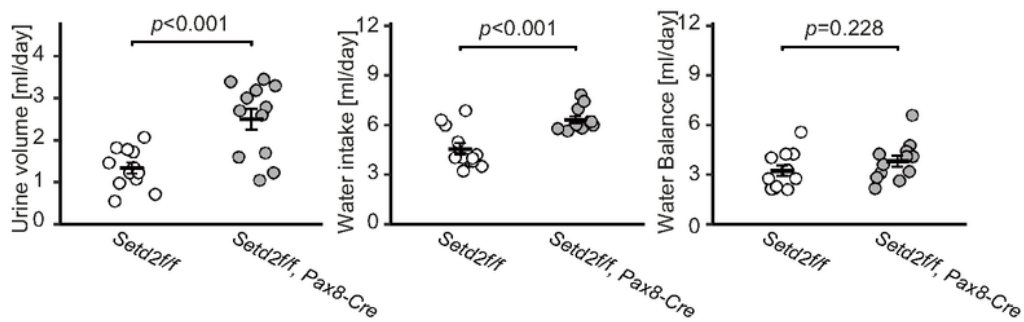 Urine volume [ml/day]
4
3
2
1
0
p<0.001
Setd2f/f
Setd2f/f, Pax8-Cre
Water Intake [ml/day]
12
9
6
3
0
p<0.001
Setd2f/f
Setd2f/f, Pax8-Cre
Water Balance [ml/day]
12
9
6
3
0
p=0.228
Setd2f/f
Setd2f/f, Pax8-Cre